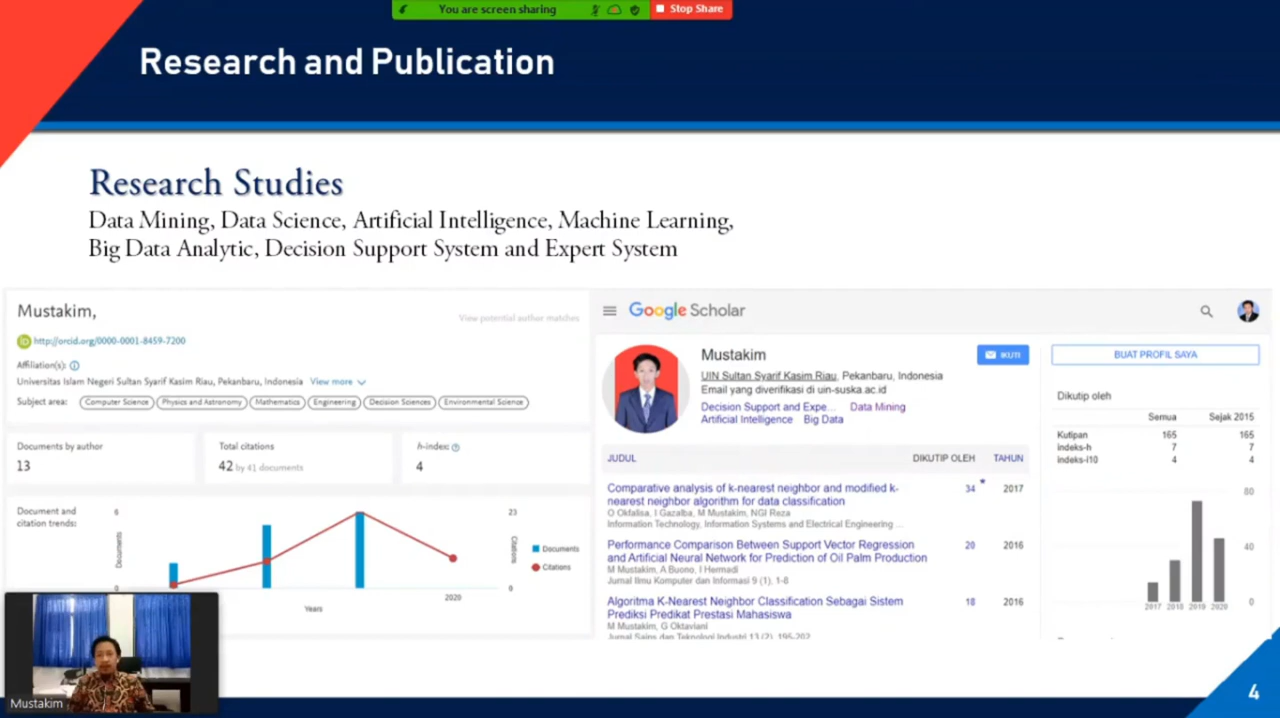 You are screen sharing
Stop Share
Research and Publication
Research Studies
Data Mining, Data Science, Artificial Intelligence, Machine Learning,
Big Data Analytic, Decision Support System and Expert System
Mustakim,
View potential author matches
iD http://orcid.org/0000-0001-8459-7200
Affiliation(s):
Universitas Islam Negeri Sultan Syarif Kasim Riau, Pekanbaru, Indonesia View more
Subject area: Computer Science Physics and Astronomy Mathematics Engineering Decision Sciences Environmental Science
Documents by author
13
Total citations
42 by 41 documents
h-index:
4
Document and
citation trends:
6
0
Documents
23
0
Citations
Documents
Citations
2020
Years
Mustakim
Google Scholar
Mustakim
IKUTI
UIN Sultan Syarif Kasim Riau, Pekanbaru, Indonesia
Email yang diverifikasi di uin-suska.ac.id
Decision Support and Expe... Data Mining
Artificial Intelligence Big Data
JUDUL DIKUTIP OLEH TAHUN
Comparative analysis of k-nearest neighbor and modified k-
nearest neighbor algorithm for data classification
34 * 2017
O Okfalisa, I Gazalba, M Mustakim, NGI Reza
Information Technology, Information Systems and Electrical Engineering ...
Performance Comparison Between Support Vector Regression
and Artificial Neural Network for Prediction of Oil Palm Production
20 2016
M Mustakim, A Buono, I Hermadi
Jurnal Ilmu Komputer dan Informasi 9 (1), 1-8
Algoritma K-Nearest Neighbor Classification Sebagai Sistem
Prediksi Predikat Prestasi Mahasiswa
18 2016
M Mustakim, G Oktaviani
Jurnal Sains dan Teknologi Industri 13 (2), 195-202
BUAT PROFIL SAYA
Dikutip oleh
Semua Sejak 2015
Kutipan 165 165
indeks-h 7 7
indeks-i10 4 4
80
40
0
2017 2018 2019 2020
4